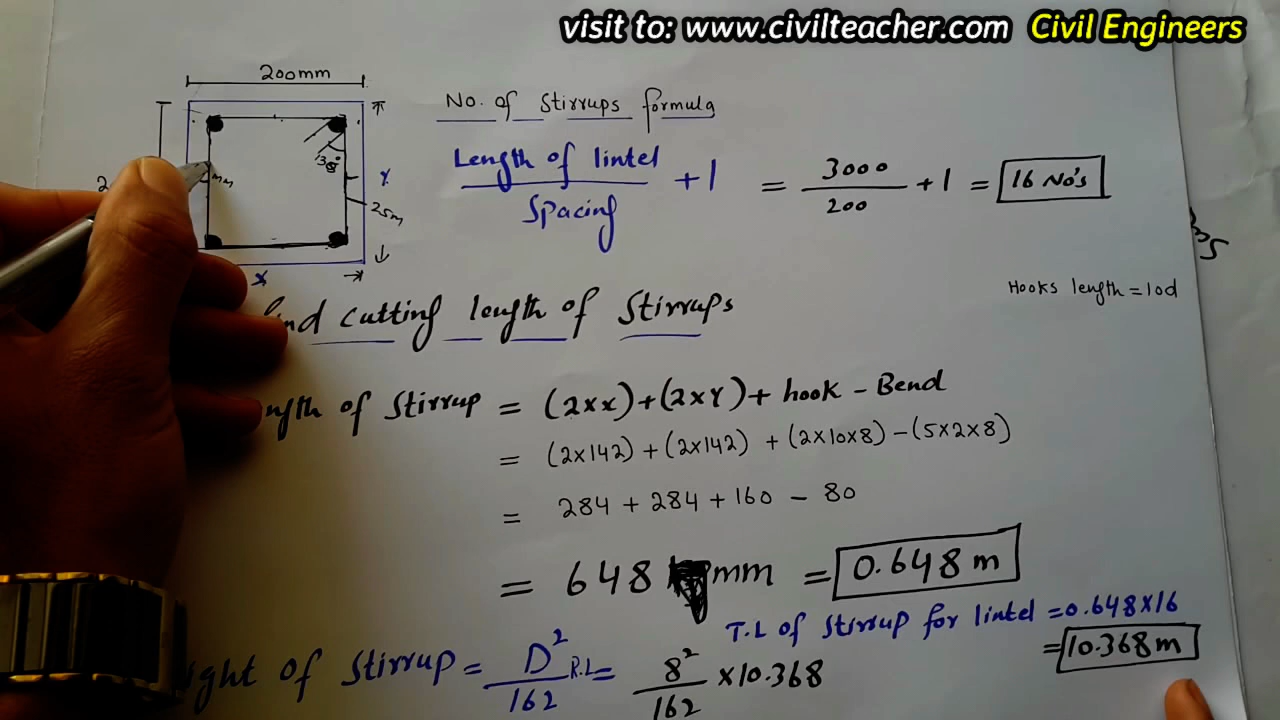 visit to: www.civilteacher.com Civil Engineers
200mm
No. of Stirrups formula
Length of lintel / Spacing + 1 = 3000 / 200 + 1 = 16 No's
Y
25m
X
Hooks length = 10d
find cutting length of Stirrups
of Stirrup = (2×X)+(2×Y)+ hook - Bend
= (2×142)+(2×142) + (2×10×8) - (5×2×8)
= 284 + 284 + 160 - 80
= 648 mm = 0.648 m
T.L of Stirrup for lintel = 0.648×16
= 10.368m
of Stirrup = D² / 162 R.L = 8² / 162 ×10.368